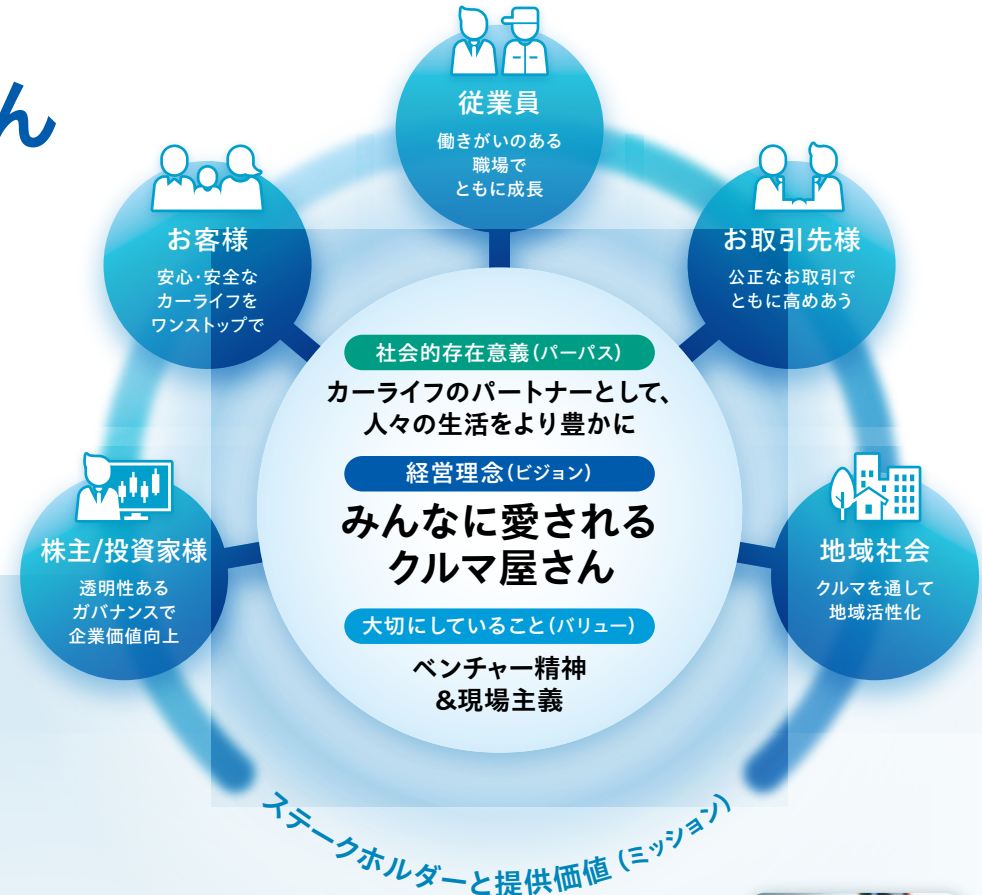 ん
従業員
働きがいのある
職場で
ともに成長
お客様
安心・安全な
カーライフを
ワンストップで
お取引先様
公正なお取引で
ともに高めあう
社会的存在意義(パーパス)
カーライフのパートナーとして、
人々の生活をより豊かに
経営理念(ビジョン)
みんなに愛される
クルマ屋さん
大切にしていること(バリュー)
ベンチャー精神
&現場主義
株主/投資家様
透明性ある
ガバナンスで
企業価値向上
地域社会
クルマを通して
地域活性化
ステークホルダーと提供価値(ミッション)